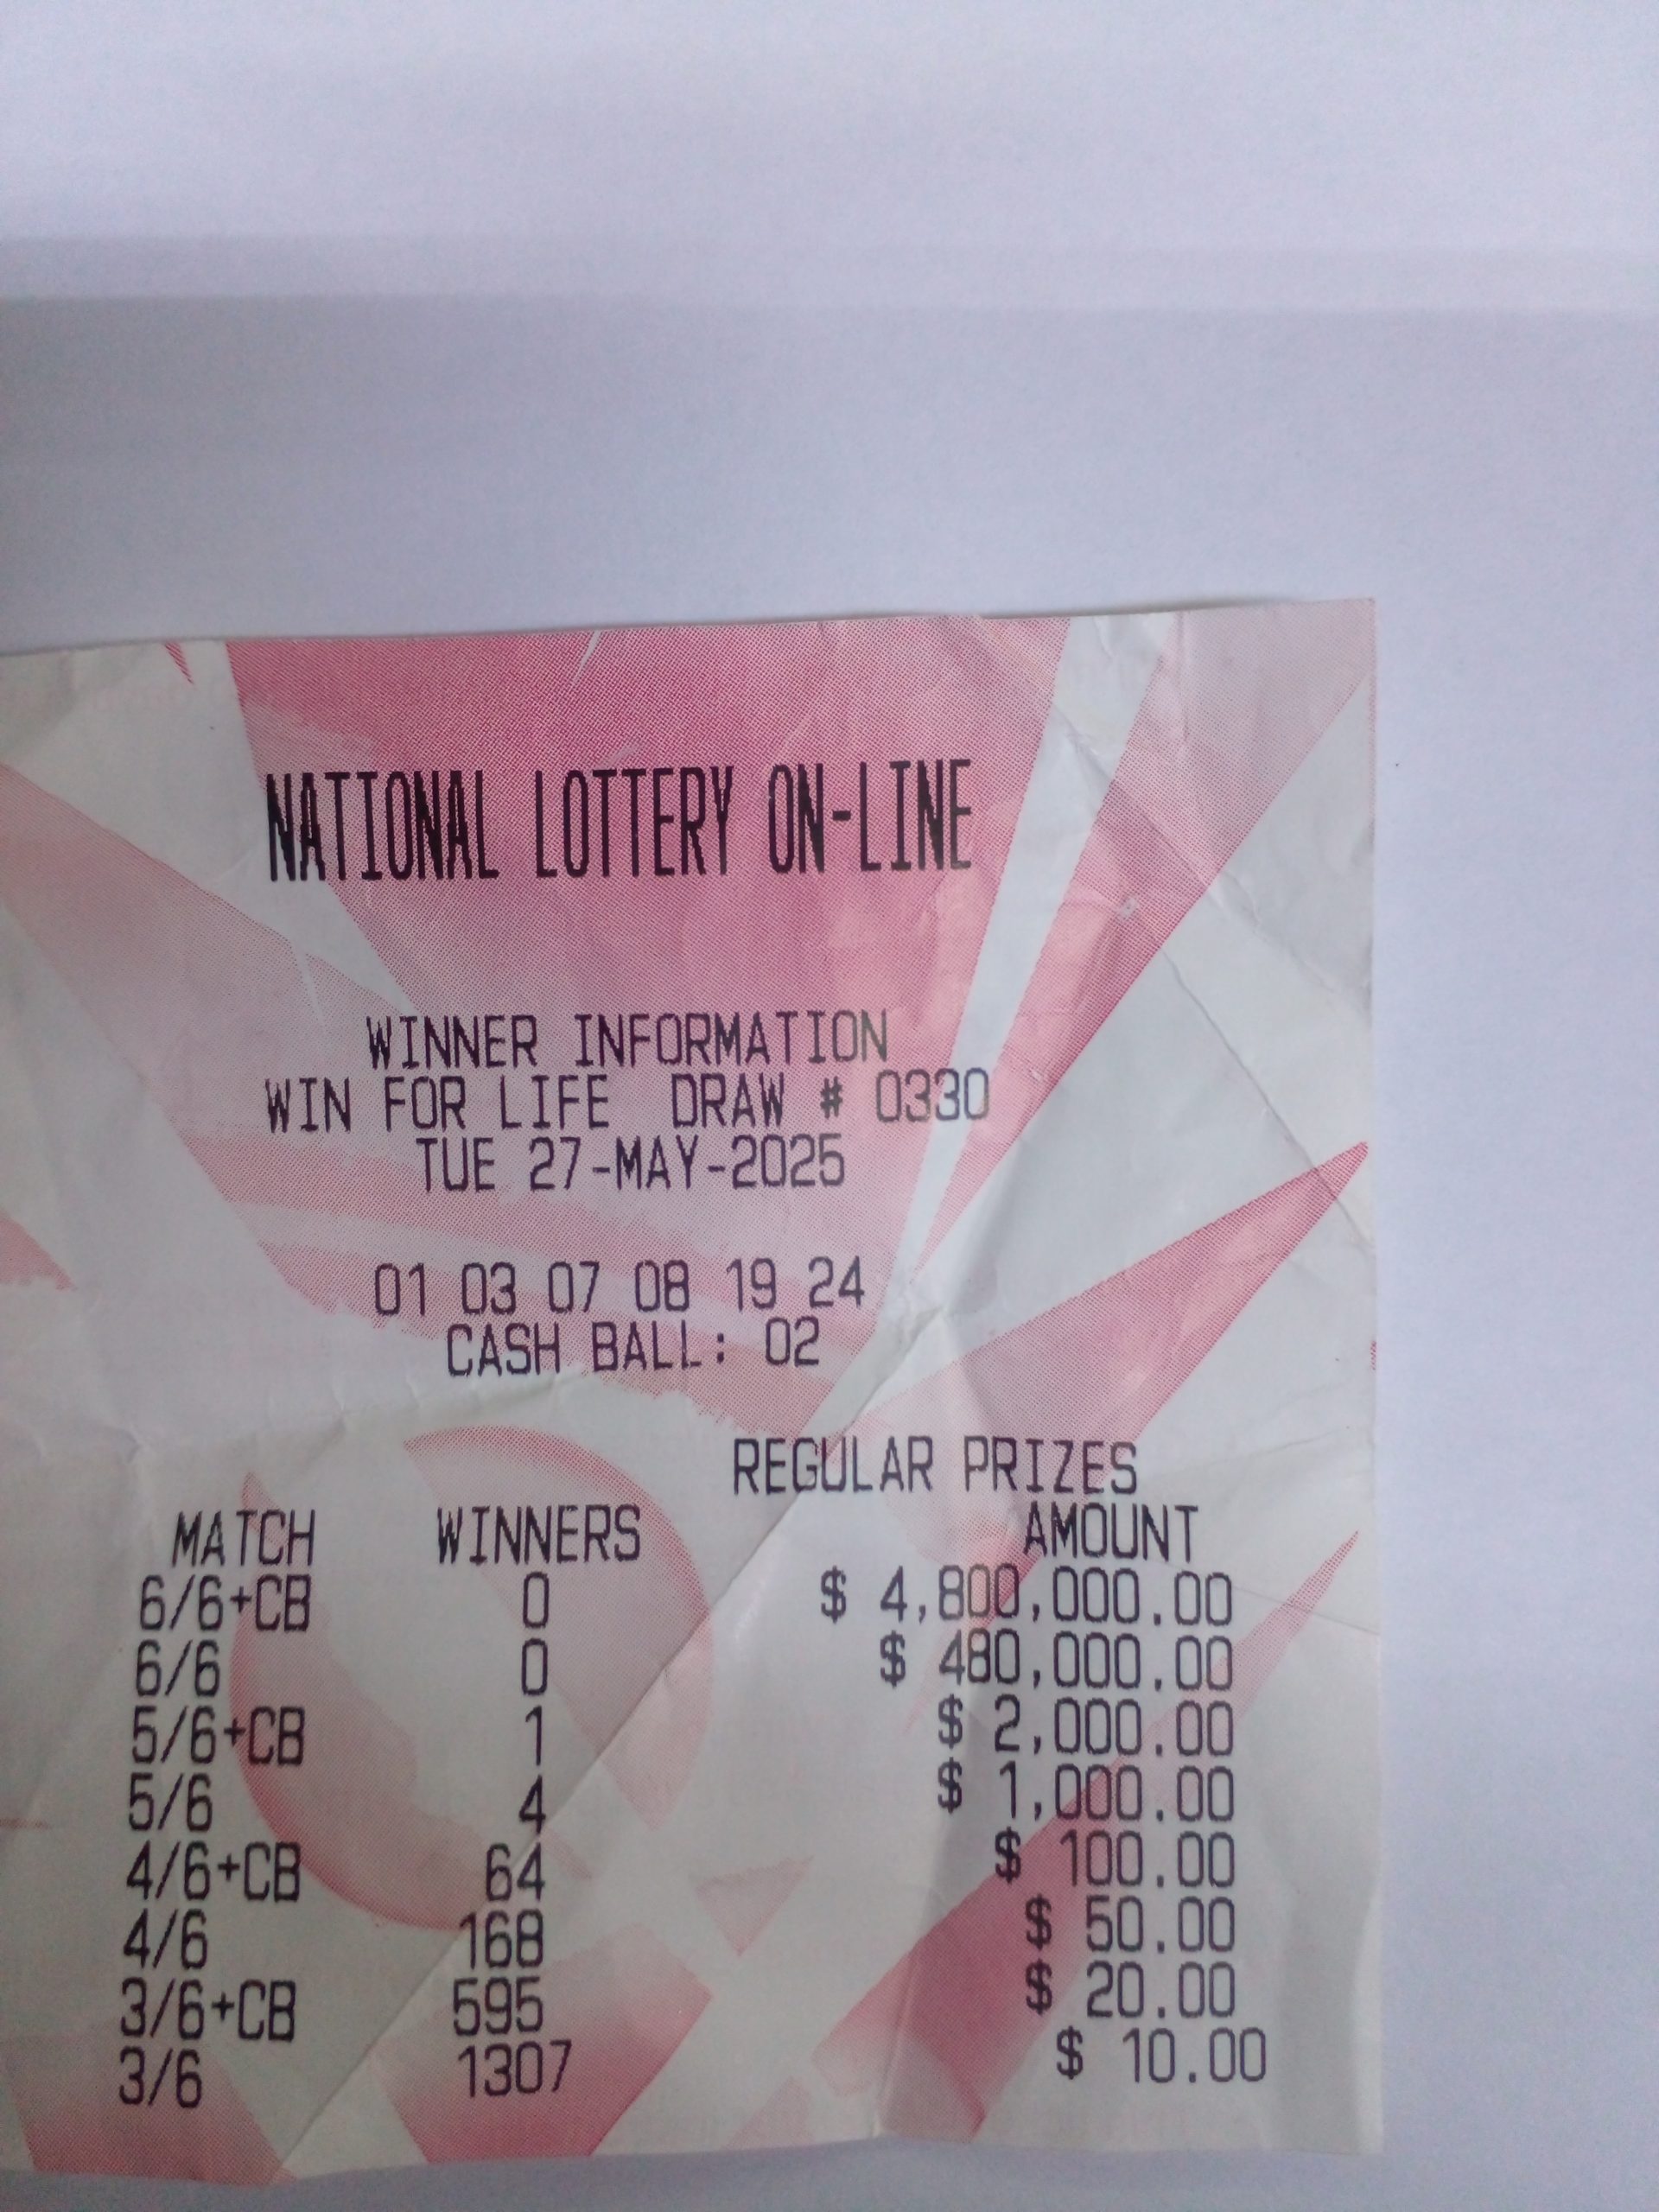 NATIONAL LOTTERY ON-LINE
WINNER INFORMATION
WIN FOR LIFE DRAW # 0330
TUE 27-MAY-2025
01 03 07 08 19 24
CASH BALL: 02
REGULAR PRIZES
MATCH WINNERS AMOUNT
6/6+CB 0 $ 4,800,000.00
6/6 0 $ 480,000.00
5/6+CB 1 $ 2,000.00
5/6 4 $ 1,000.00
4/6+CB 64 $ 100.00
4/6 168 $ 50.00
3/6+CB 595 $ 20.00
3/6 1307 $ 10.00